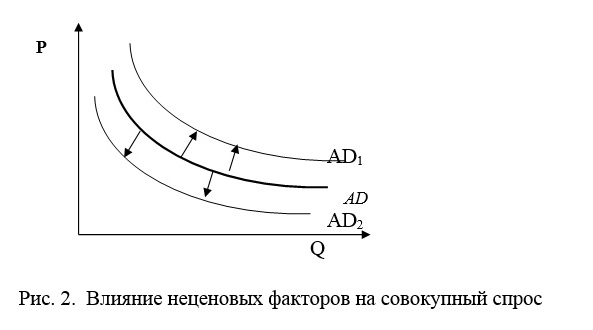 P
AD₁
AD
AD₂
Q
Рис. 2. Влияние неценовых факторов на совокупный спрос